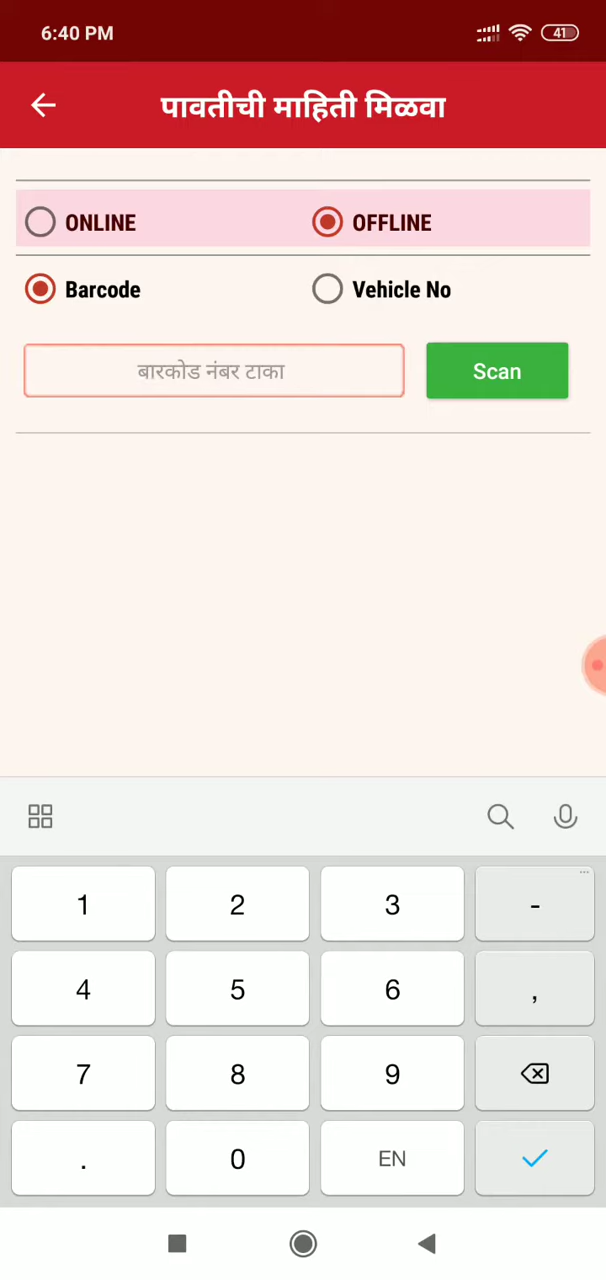 6:40 PM 41
पावतीची माहिती मिळवा
ONLINE OFFLINE
Barcode Vehicle No
बारकोड नंबर टाका Scan
1 2 3 -
4 5 6 ,
7 8 9
. 0 EN